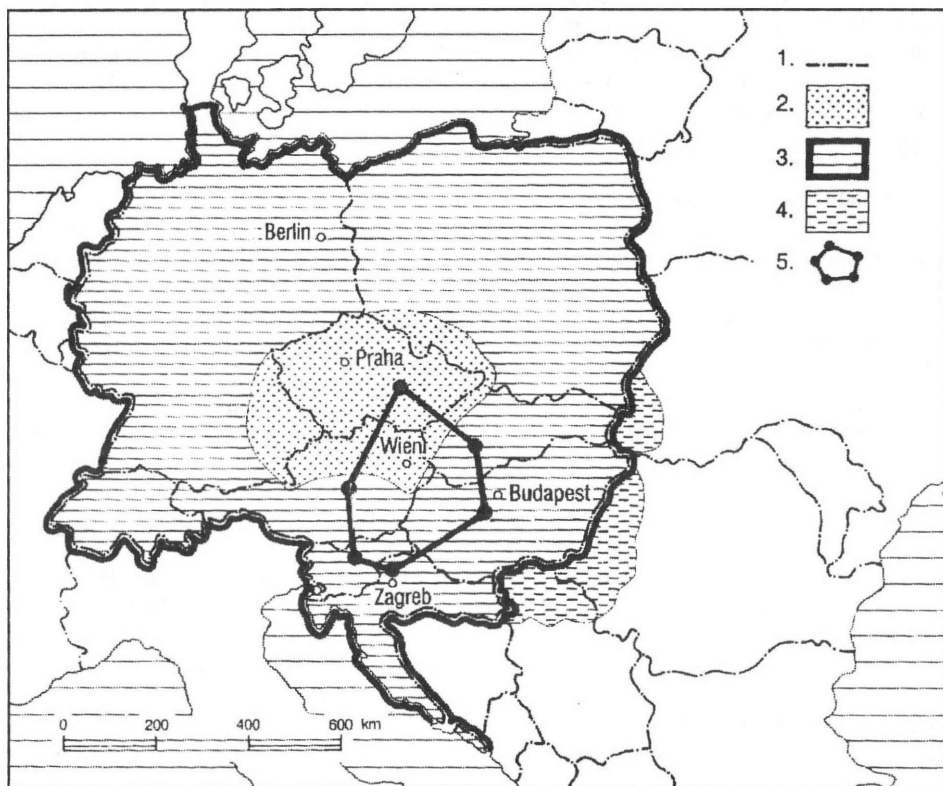 1.
2.
3.
4.
5.
Berlin
Praha
Wien
Budapest
Zagreb
0 200 400 600 km